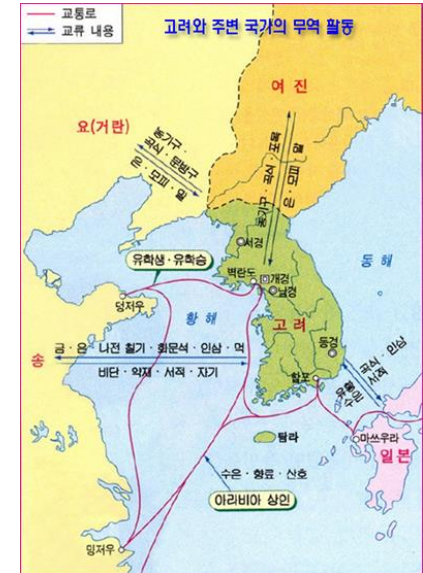 교통로
교류 내용
고려와 주변 국가의 무역 활동
여 진
요(거란)
농기구·
곡식·문방구
은·모피·말
농기구·곡식·포목
은·모피·말
서경
유학생·유학승
벽란도
개경
남경
동 해
덩저우
황 해
고 려
동경
송
금·은·나전 칠기·화문석·인삼·먹
비단·약재·서적·자기
합포
곡식·인삼
서적
유황
수은
탐라
마쓰우라
일본
수은·향료·산호
아라비아 상인
밍저우